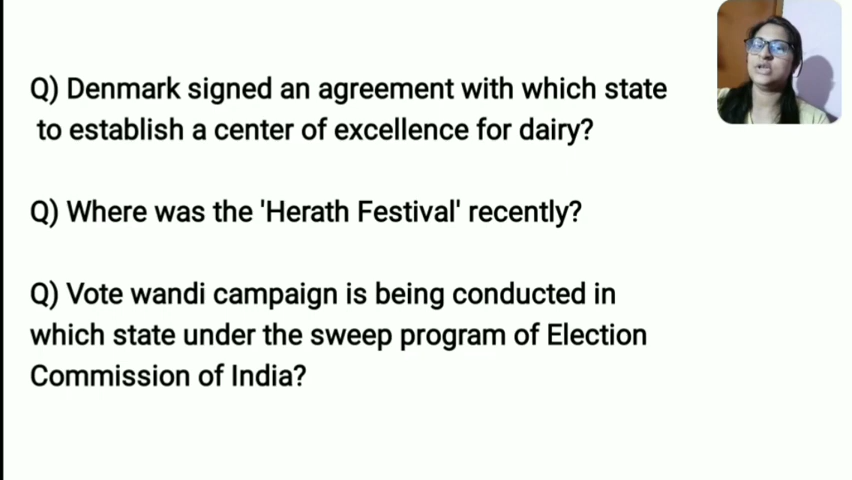 Q) Denmark signed an agreement with which state
to establish a center of excellence for dairy?
Q) Where was the 'Herath Festival' recently?
Q) Vote wandi campaign is being conducted in
which state under the sweep program of Election
Commission of India?